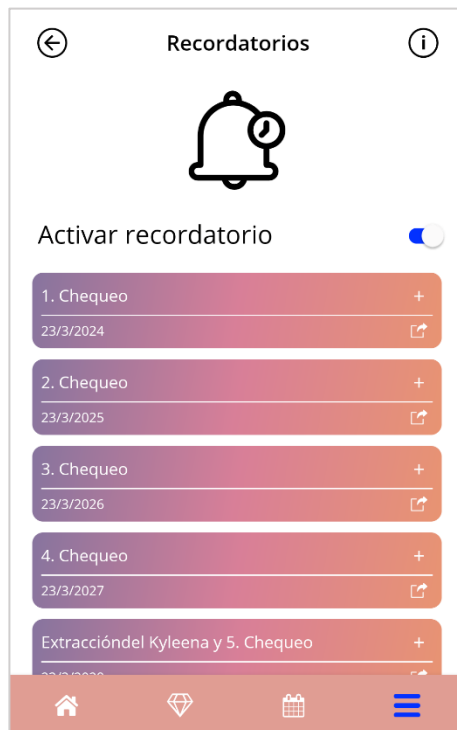 Recordatorios
Activar recordatorio
1. Chequeo
23/3/2024
2. Chequeo
23/3/2025
3. Chequeo
23/3/2026
4. Chequeo
23/3/2027
Extraccióndel Kyleena y 5. Chequeo